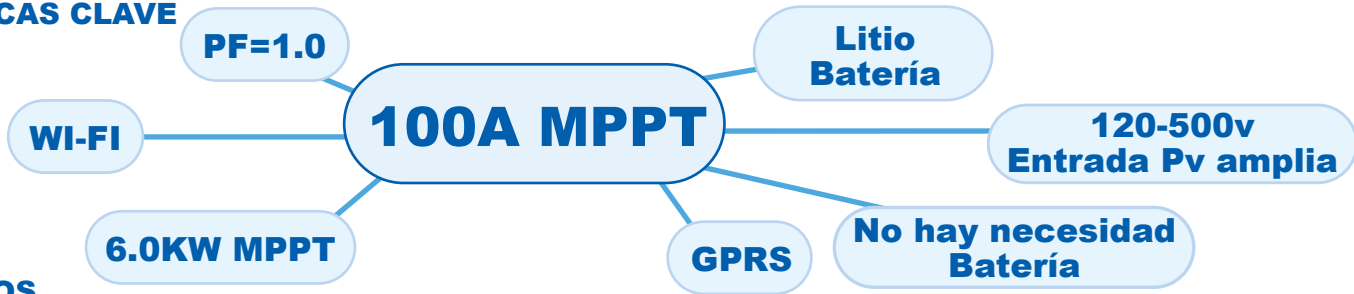 CAS CLAVE
PF=1.0
Litio
Batería
100A MPPT
WI-FI
120-500v
Entrada Pv amplia
6.0KW MPPT
GPRS
No hay necesidad
Batería
OS